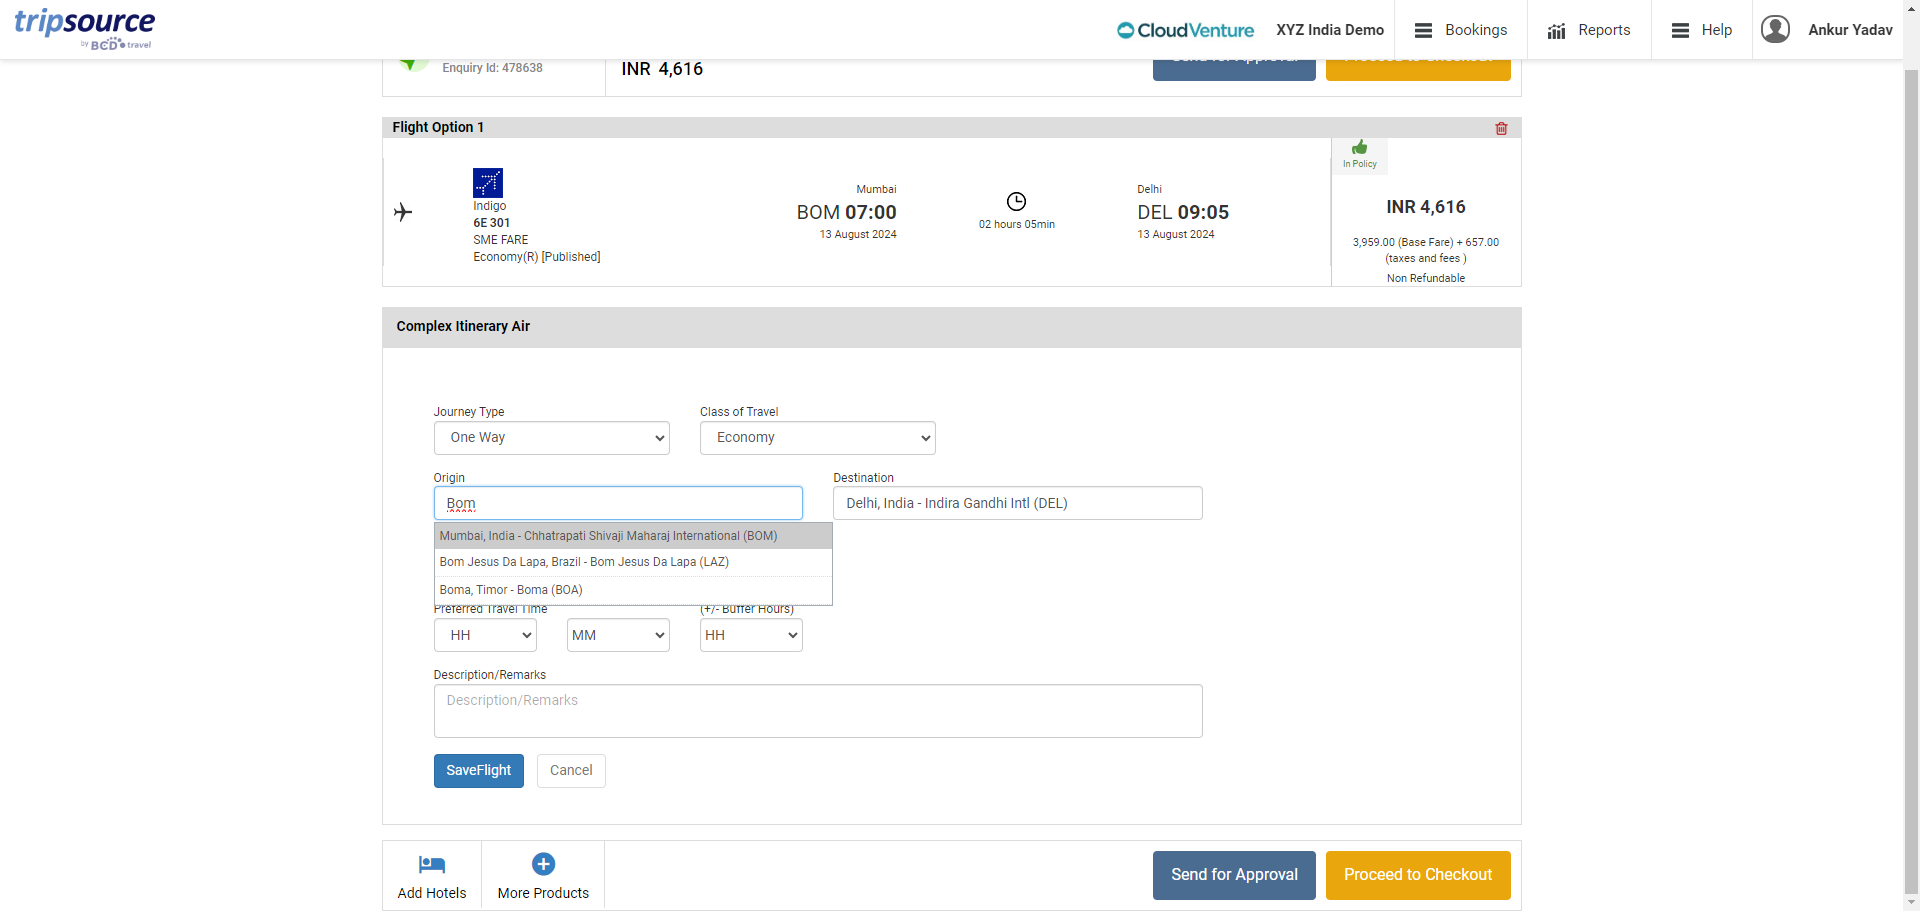 tripsource
by BCD travel
CloudVenture
XYZ India Demo
Bookings
Reports
Help
Ankur Yadav
Enquiry Id: 478638
INR 4,616
Send for Approval
Proceed to Checkout
Flight Option 1
In Policy
Indigo
6E 301
SME FARE
Economy(R) [Published]
Mumbai
BOM 07:00
13 August 2024
02 hours 05min
Delhi
DEL 09:05
13 August 2024
INR 4,616
3,959.00 (Base Fare) + 657.00
(taxes and fees )
Non Refundable
Complex Itinerary Air
Journey Type
Class of Travel
One Way
Economy
Origin
Destination
Bom
Delhi, India - Indira Gandhi Intl (DEL)
Mumbai, India - Chhatrapati Shivaji Maharaj International (BOM)
Bom Jesus Da Lapa, Brazil - Bom Jesus Da Lapa (LAZ)
Boma, Timor - Boma (BOA)
Preferred Travel Time
(+/- Buffer Hours)
HH
MM
HH
Description/Remarks
Description/Remarks
SaveFlight
Cancel
Add Hotels
More Products
Send for Approval
Proceed to Checkout